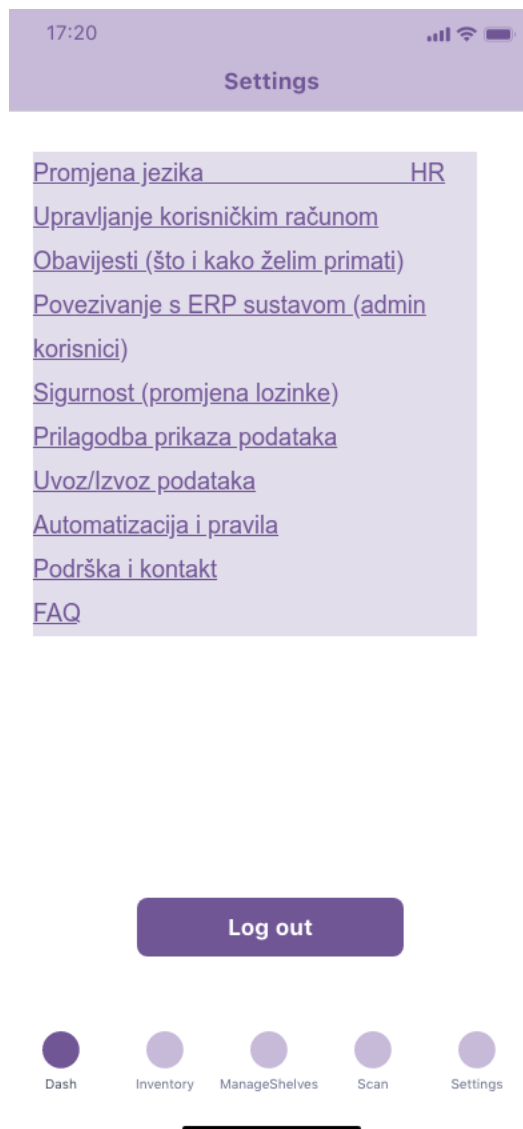 17:20
Settings
Promjena jezika HR
Upravljanje korisničkim računom
Obavijesti (što i kako želim primati)
Povezivanje s ERP sustavom (admin
korisnici)
Sigurnost (promjena lozinke)
Prilagodba prikaza podataka
Uvoz/Izvoz podataka
Automatizacija i pravila
Podrška i kontakt
FAQ
Log out
Dash Inventory ManageShelves Scan Settings